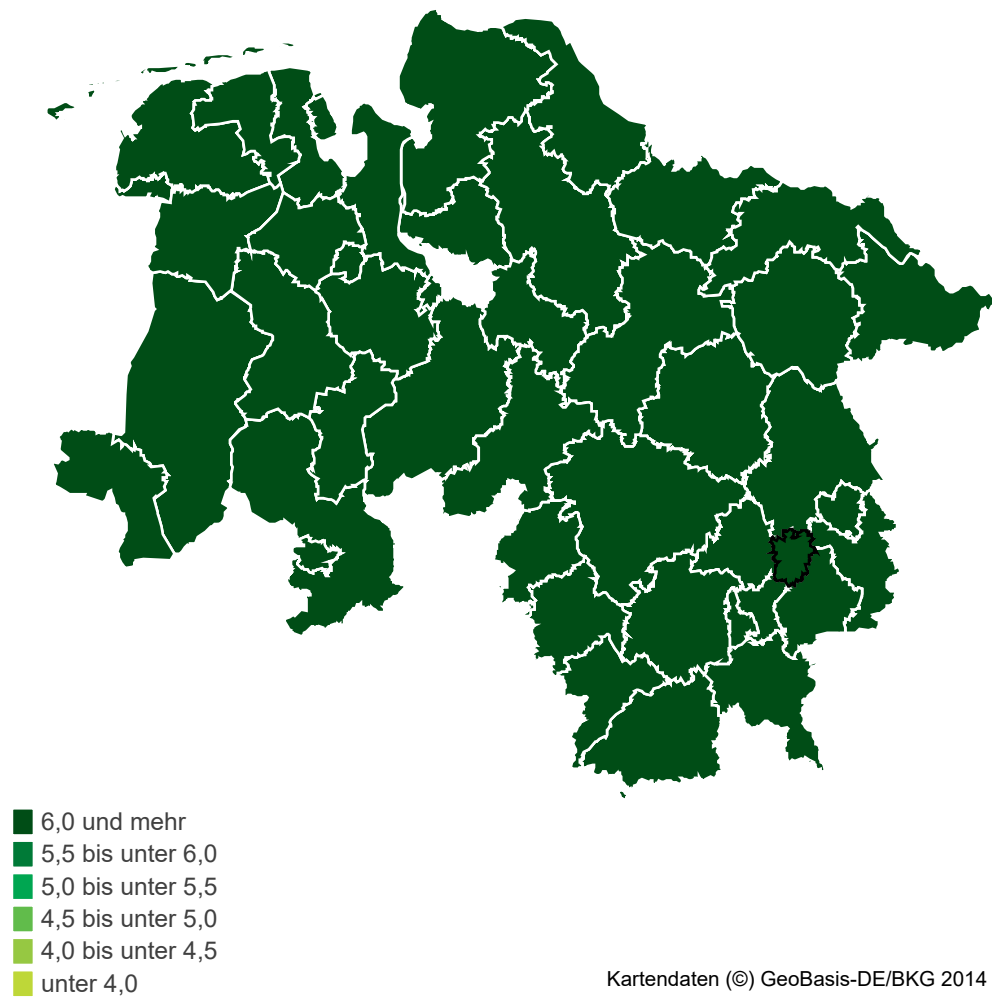 6,0 und mehr
5,5 bis unter 6,0
5,0 bis unter 5,5
4,5 bis unter 5,0
4,0 bis unter 4,5
unter 4,0
Kartendaten (©) GeoBasis-DE/BKG 2014